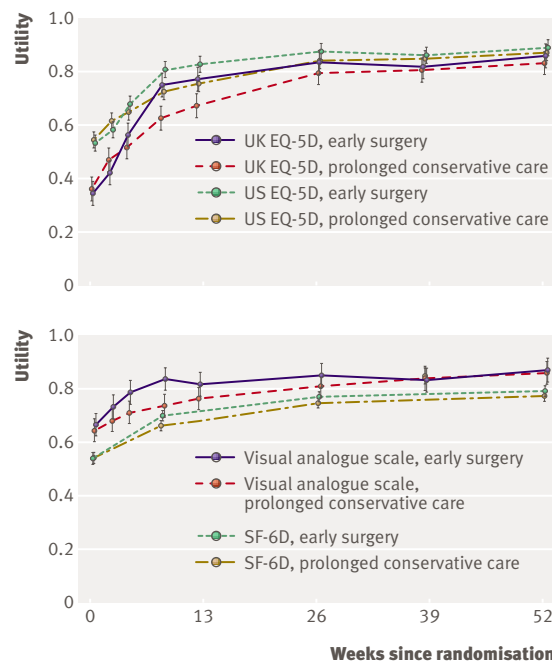 Utility
1.0
0.8
0.6
0.4
0.2
0
UK EQ-5D, early surgery
UK EQ-5D, prolonged conservative care
US EQ-5D, early surgery
US EQ-5D, prolonged conservative care
Utility
1.0
0.8
0.6
0.4
0.2
0
Visual analogue scale, early surgery
Visual analogue scale,
prolonged conservative care
SF-6D, early surgery
SF-6D, prolonged conservative care
0 13 26 39 52
Weeks since randomisation